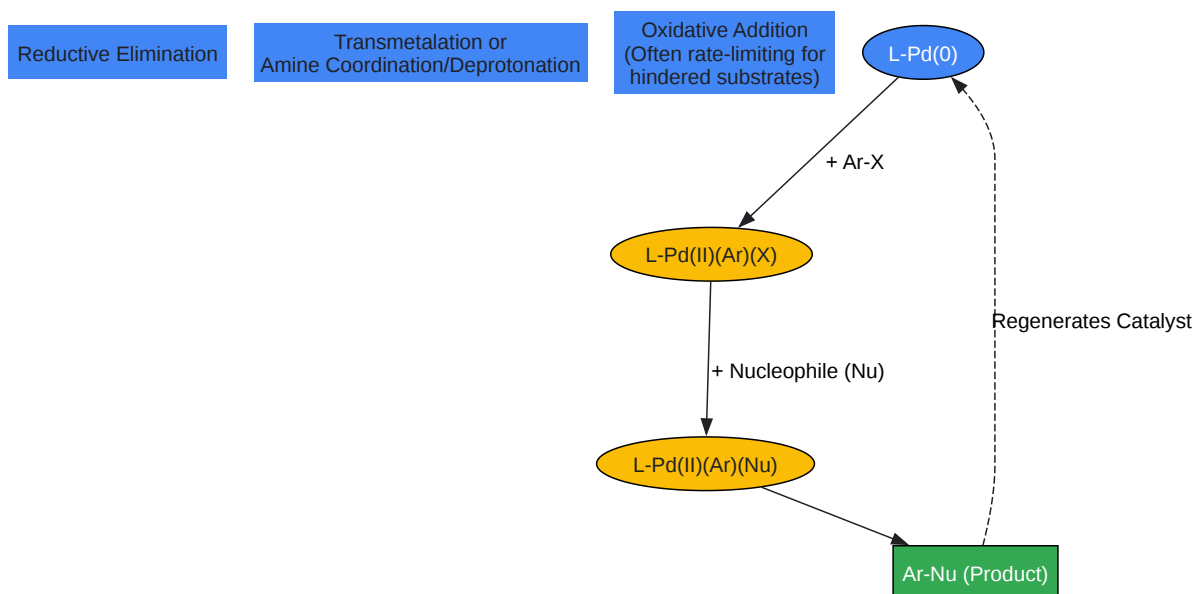 Reductive Elimination
Transmetalation or
Amine Coordination/Deprotonation
Oxidative Addition
(Often rate-limiting for
hindered substrates)
L-Pd(0)
+ Ar-X
L-Pd(II)(Ar)(X)
Regenerates Catalyst
+ Nucleophile (Nu)
L-Pd(II)(Ar)(Nu)
Ar-Nu (Product)